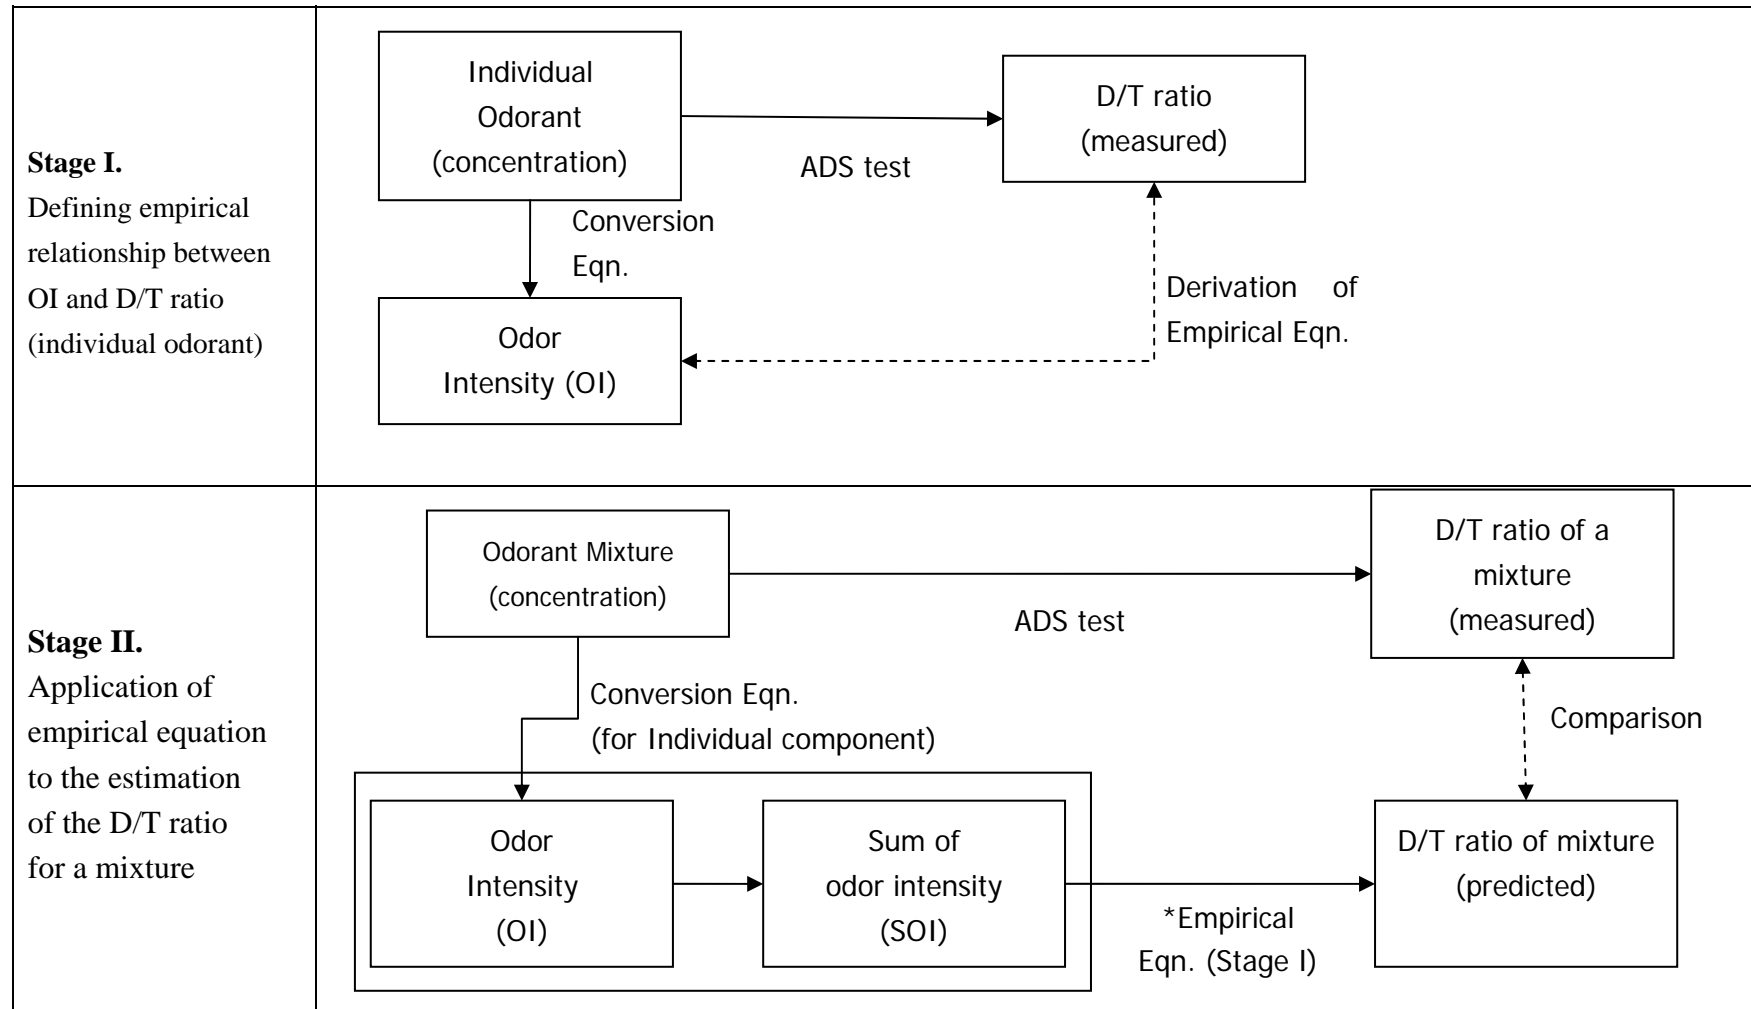 Stage I.
Defining empirical
relationship between
OI and D/T ratio
(individual odorant)
Individual
Odorant
(concentration)
ADS test
D/T ratio
(measured)
Conversion
Eqn.
Derivation of
Empirical Eqn.
Odor
Intensity (OI)
Stage II.
Application of
empirical equation
to the estimation
of the D/T ratio
for a mixture
Odorant Mixture
(concentration)
ADS test
D/T ratio of a
mixture
(measured)
Conversion Eqn.
(for Individual component)
Comparison
Odor
Intensity
(OI)
Sum of
odor intensity
(SOI)
*Empirical
Eqn. (Stage I)
D/T ratio of mixture
(predicted)